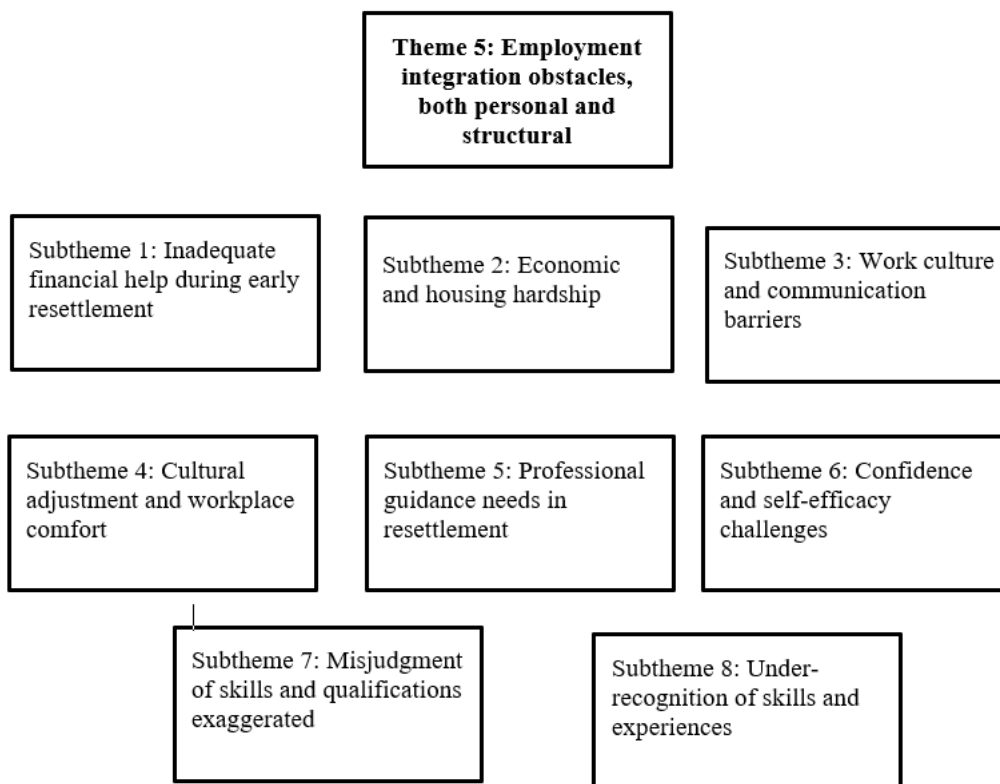 Theme 5: Employment
integration obstacles,
both personal and
structural
Subtheme 1: Inadequate
financial help during early
resettlement
Subtheme 2: Economic
and housing hardship
Subtheme 3: Work culture
and communication
barriers
Subtheme 4: Cultural
adjustment and workplace
comfort
Subtheme 5: Professional
guidance needs in
resettlement
Subtheme 6: Confidence
and self-efficacy
challenges
Subtheme 7: Misjudgment
of skills and qualifications
exaggerated
Subtheme 8: Under-
recognition of skills and
experiences